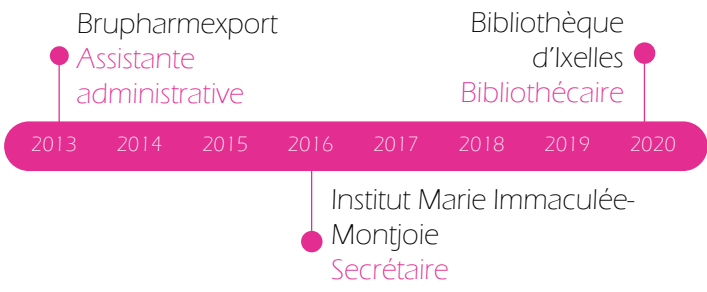 Brupharmexport
Assistante
administrative
Bibliothèque
d'Ixelles
Bibliothécaire
2013 2014 2015 2016 2017 2018 2019 2020
Institut Marie Immaculée-
Montjoie
Secrétaire